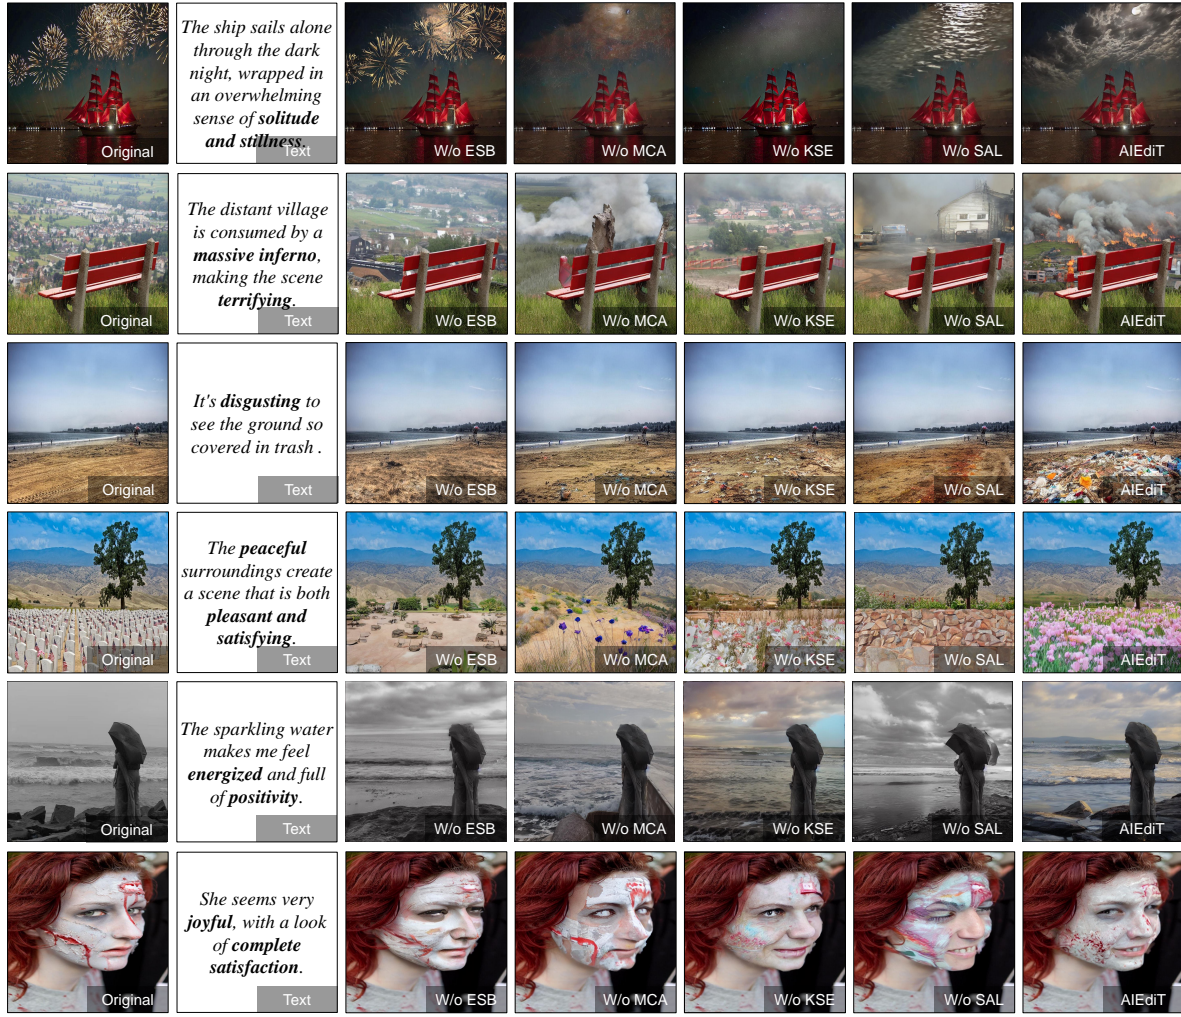 The ship sails alone
through the dark
night, wrapped in
an overwhelming
sense of solitude
and stillness.
Original
Text
W/o ESB
W/o MCA
W/o KSE
W/o SAL
AIEdiT
The distant village
is consumed by a
massive inferno,
making the scene
terrifying.
Original
Text
W/o ESB
W/o MCA
W/o KSE
W/o SAL
AIEdiT
It's disgusting to
see the ground so
covered in trash .
Original
Text
W/o ESB
W/o MCA
W/o KSE
W/o SAL
AIEdiT
The peaceful
surroundings create
a scene that is both
pleasant and
satisfying.
Original
Text
W/o ESB
W/o MCA
W/o KSE
W/o SAL
AIEdiT
The sparkling water
makes me feel
energized and full
of positivity.
Original
Text
W/o ESB
W/o MCA
W/o KSE
W/o SAL
AIEdiT
She seems very
joyful, with a look
of complete
satisfaction.
Original
Text
W/o ESB
W/o MCA
W/o KSE
W/o SAL
AIEdiT